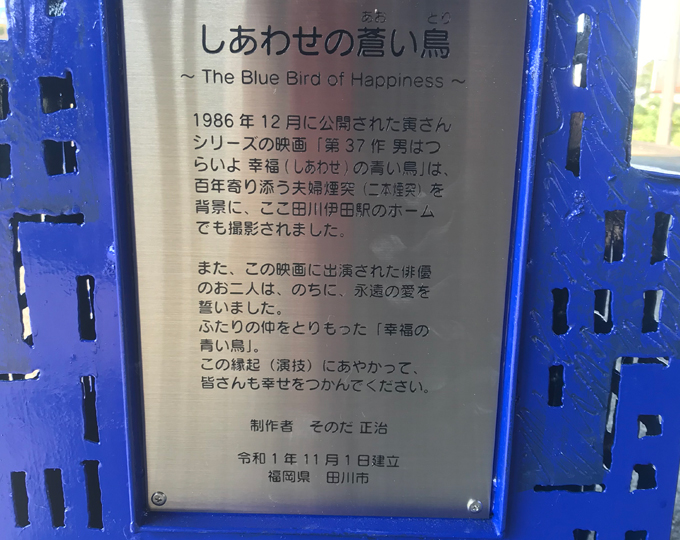 あお とり
しあわせの蒼い鳥
～ The Blue Bird of Happiness ～
1986年12月に公開された寅さん
シリーズの映画「第37作 男はつ
らいよ 幸福（しあわせ）の青い鳥」は、
百年寄り添う夫婦煙突（二本煙突）を
背景に、ここ田川伊田駅のホーム
でも撮影されました。
また、この映画に出演された俳優
のお二人は、のちに、永遠の愛を
誓いました。
ふたりの仲をとりもった「幸福の
青い鳥」。
この縁起（演技）にあやかって、
皆さんも幸せをつかんでください。
制作者 そのだ 正治
令和1年11月1日建立
福岡県 田川市